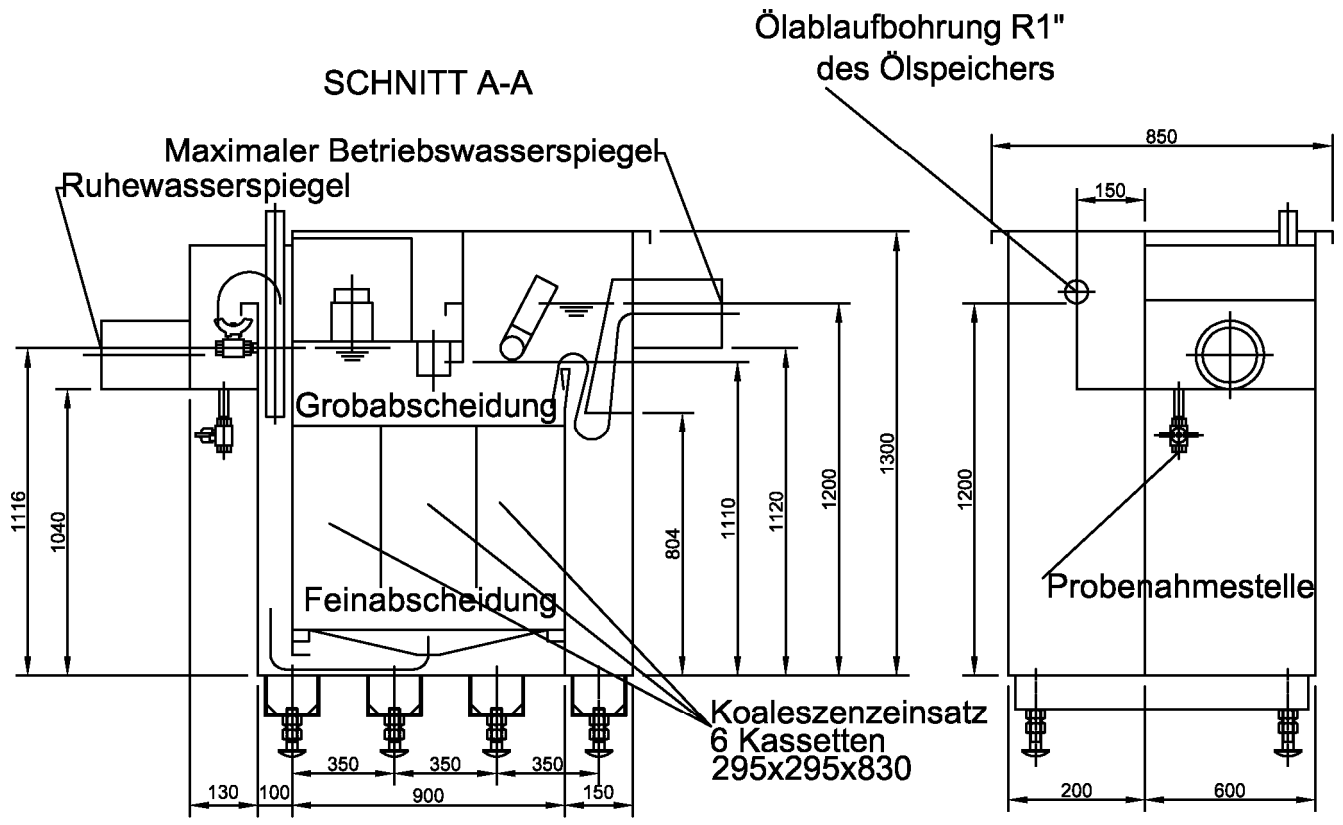 Ölablaufbohrung R1"
des Ölspeichers
SCHNITT A-A
Maximaler Betriebswasserspiegel
Ruhewasserspiegel
850
150
Grobabscheidung
1116
1040
804
1110
1120
1200
1300
1200
Feinabscheidung
Probenahmestelle
Koaleszenzeinsatz
6 Kassetten
295x295x830
350
350
350
130
100
900
150
200
600